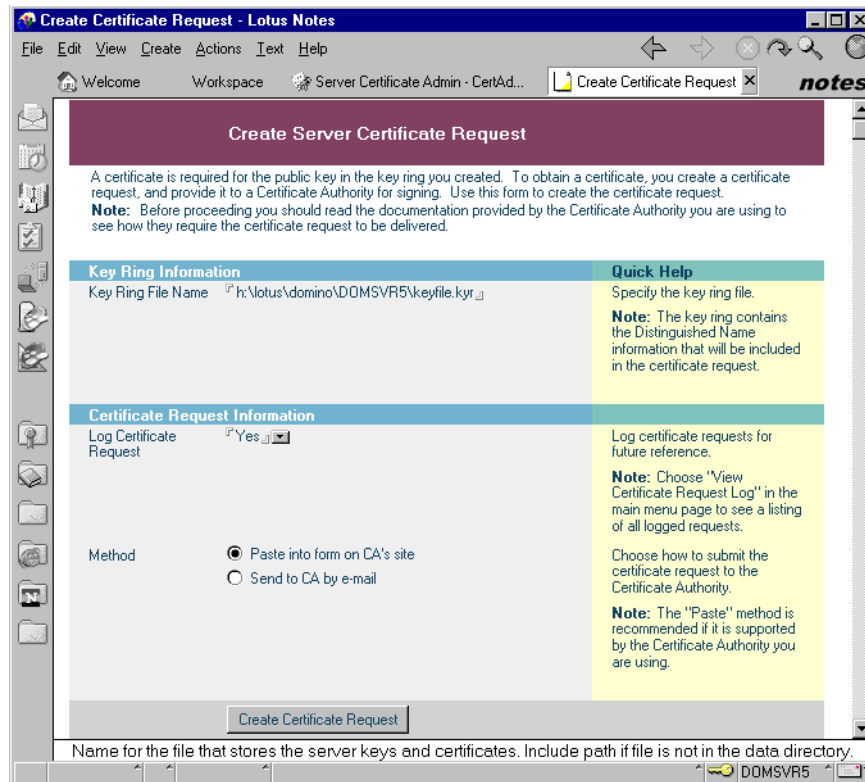 Create Certificate Request - Lotus Notes
File Edit View Create Actions Text Help
Welcome Workspace Server Certificate Admin - CertAd... Create Certificate Request notes
Create Server Certificate Request
A certificate is required for the public key in the key ring you created. To obtain a certificate, you create a certificate
request, and provide it to a Certificate Authority for signing. Use this form to create the certificate request.
Note: Before proceeding you should read the documentation provided by the Certificate Authority you are using to
see how they require the certificate request to be delivered.
Key Ring Information
Quick Help
Key Ring File Name h:\lotus\domino\DOMSVR5\keyfile.kyr
Specify the key ring file.
Note: The key ring contains
the Distinguished Name
information that will be included
in the certificate request.
Certificate Request Information
Log Certificate
Request
Yes
Log certificate requests for
future reference.
Note: Choose "View
Certificate Request Log" in the
main menu page to see a listing
of all logged requests.
Method
Paste into form on CA's site
Send to CA by e-mail
Choose how to submit the
certificate request to the
Certificate Authority.
Note: The "Paste" method is
recommended if it is supported
by the Certificate Authority you
are using.
Create Certificate Request
Name for the file that stores the server keys and certificates. Include path if file is not in the data directory.
DOMSVR5